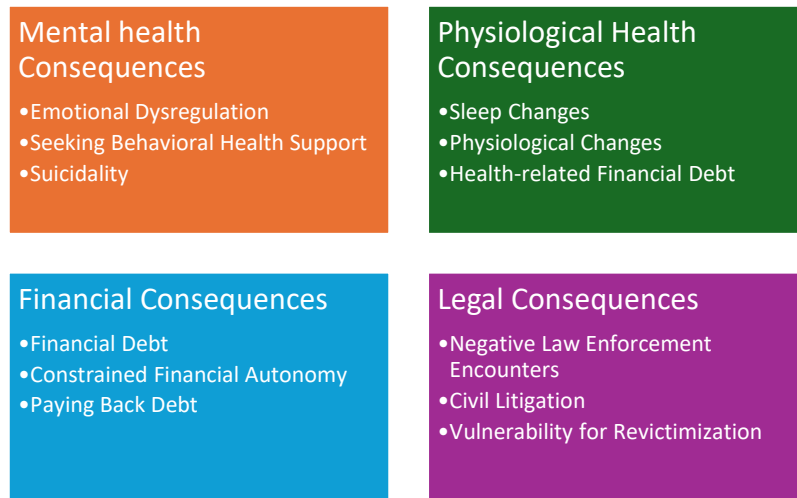 Mental health
Consequences
•Emotional Dysregulation
•Seeking Behavioral Health Support
•Suicidality
Physiological Health
Consequences
•Sleep Changes
•Physiological Changes
•Health-related Financial Debt
Financial Consequences
•Financial Debt
•Constrained Financial Autonomy
•Paying Back Debt
Legal Consequences
•Negative Law Enforcement
Encounters
•Civil Litigation
•Vulnerability for Revictimization